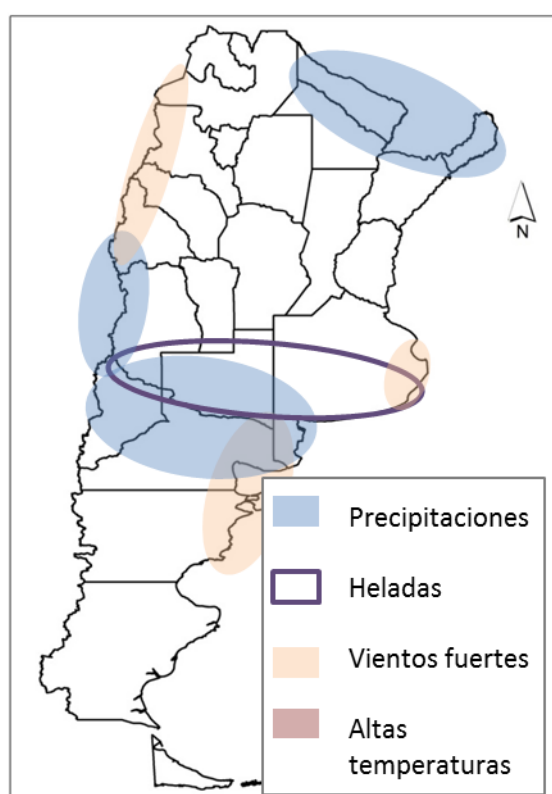 N
Precipitaciones
Heladas
Vientos fuertes
Altas
temperaturas